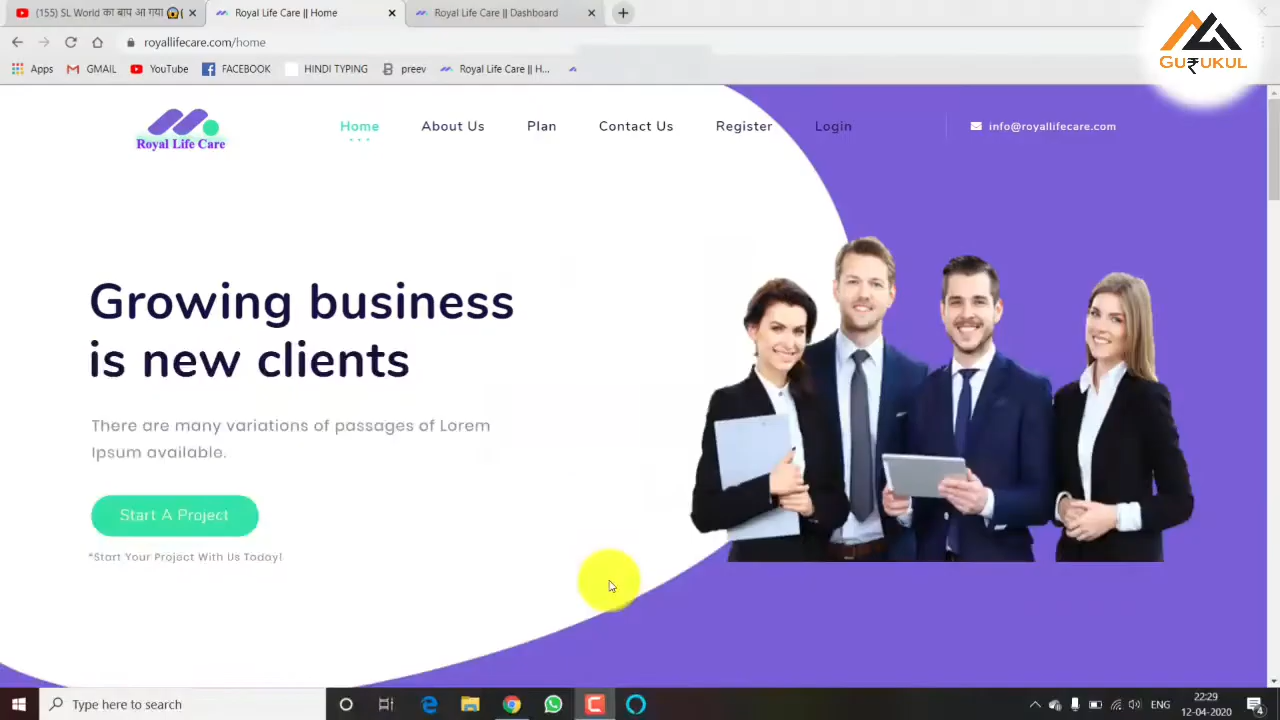 (155) SL World का बाप आ गया 😱(
Royal Life Care || Home
Royal Life Care || Dashboard
royallifecare.com/home
Apps
GMAIL
YouTube
FACEBOOK
HINDI TYPING
preev
GURUKUL
Royal Life Care
Home
About Us
Plan
Contact Us
Register
Login
info@royallifecare.com
Growing business
is new clients
There are many variations of passages of Lorem
Ipsum available.
Start A Project
*Start Your Project With Us Today!
Type here to search
ENG
22:29
12-04-2020
4